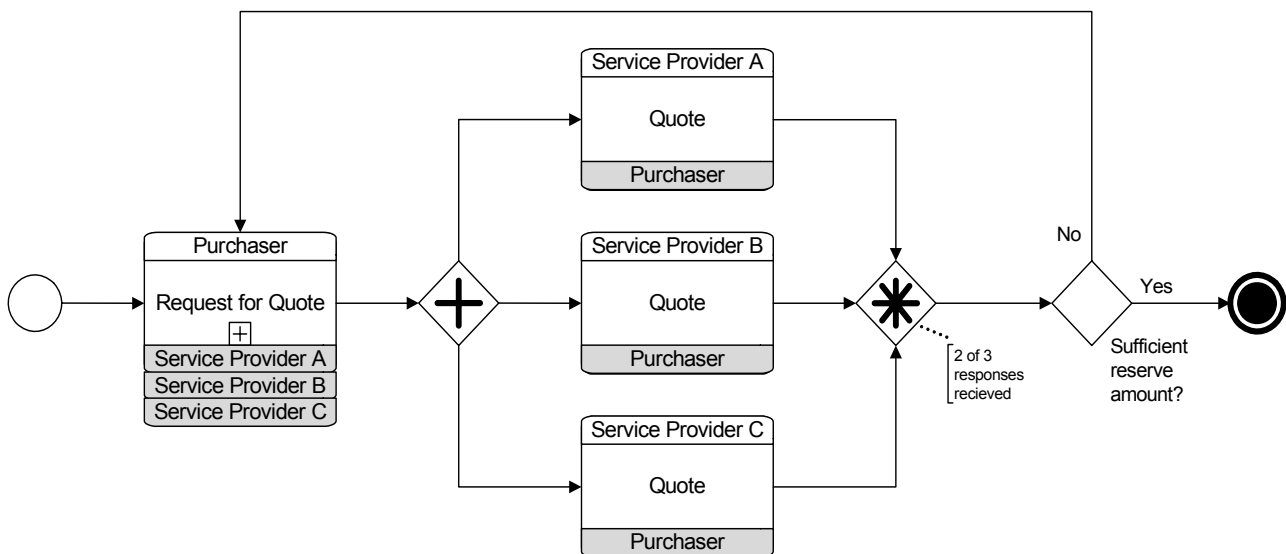 Service Provider A
Quote
Purchaser
Purchaser
Request for Quote
Service Provider A
Service Provider B
Service Provider C
Service Provider B
Quote
Purchaser
Service Provider C
Quote
Purchaser
2 of 3
responses
recieved
No
Yes
Sufficient
reserve
amount?